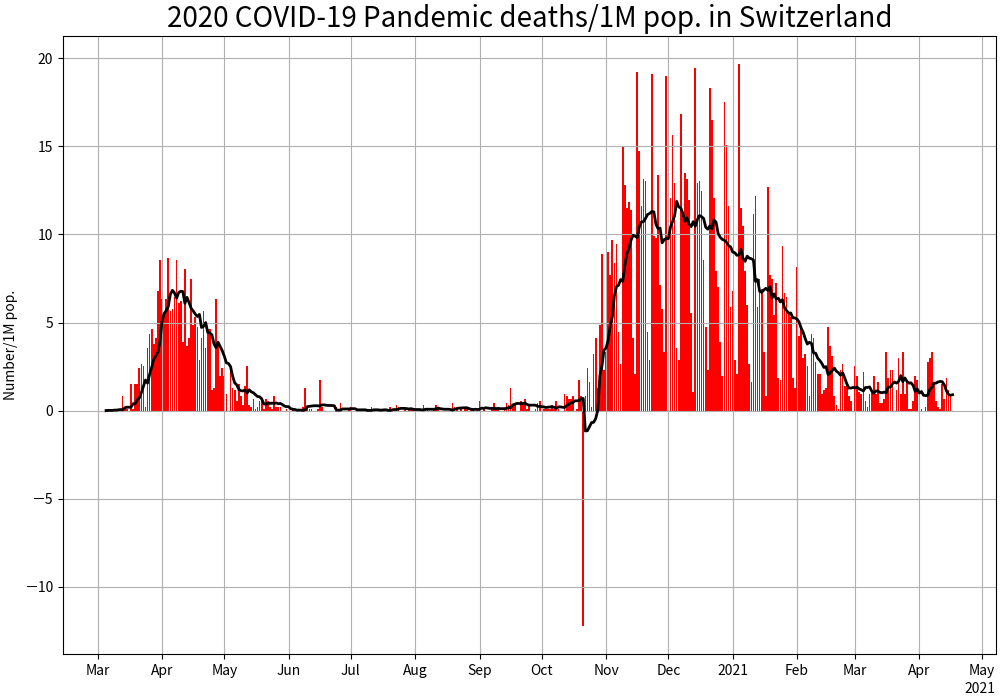 2020 COVID-19 Pandemic deaths/1M pop. in Switzerland
Number/1M pop.
20
15
10
5
0
−5
−10
Mar Apr May Jun Jul Aug Sep Oct Nov Dec 2021 Feb Mar Apr May
2021